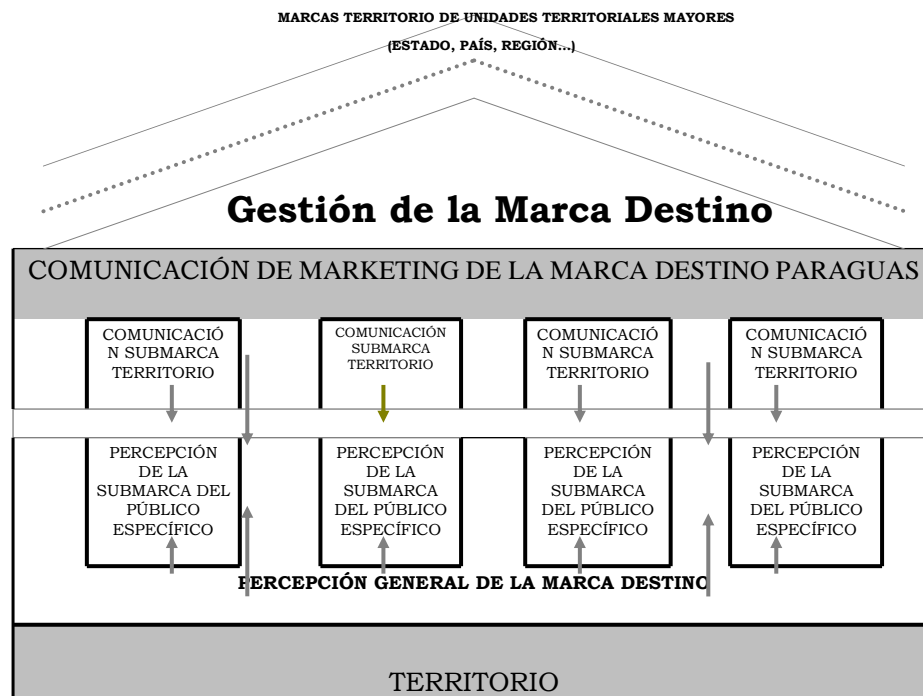 MARCAS TERRITORIO DE UNIDADES TERRITORIALES MAYORES
(ESTADO, PAÍS, REGIÓN...)
Gestión de la Marca Destino
COMUNICACIÓN DE MARKETING DE LA MARCA DESTINO PARAGUAS
COMUNICACIÓ
N SUBMARCA
TERRITORIO
COMUNICACIÓN
SUBMARCA
TERRITORIO
COMUNICACIÓ
N SUBMARCA
TERRITORIO
COMUNICACIÓ
N SUBMARCA
TERRITORIO
PERCEPCIÓN
DE LA
SUBMARCA DEL
PÚBLICO
ESPECÍFICO
PERCEPCIÓN
DE LA
SUBMARCA
DEL PÚBLICO
ESPECÍFICO
PERCEPCIÓN
DE LA
SUBMARCA
DEL PÚBLICO
ESPECÍFICO
PERCEPCIÓN
DE LA
SUBMARCA
DEL PÚBLICO
ESPECÍFICO
PERCEPCIÓN GENERAL DE LA MARCA DESTINO
TERRITORIO